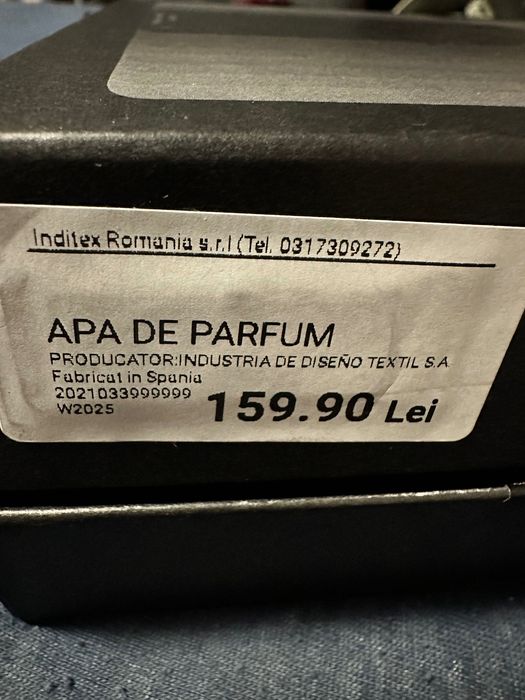 Inditex Romania s.r.l (Tel. 0317309272)
APA DE PARFUM
PRODUCATOR:INDUSTRIA DE DISEÑO TEXTIL S.A
Fabricat in Spania
2021033999999
W2025
159.90 Lei